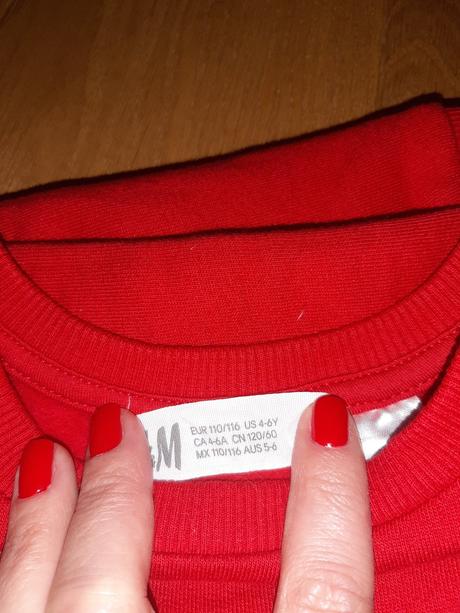 M
EUR 110/116 US 4-6Y
CA 4-6A CN 120/60
MX 110/116 AUS 5-6